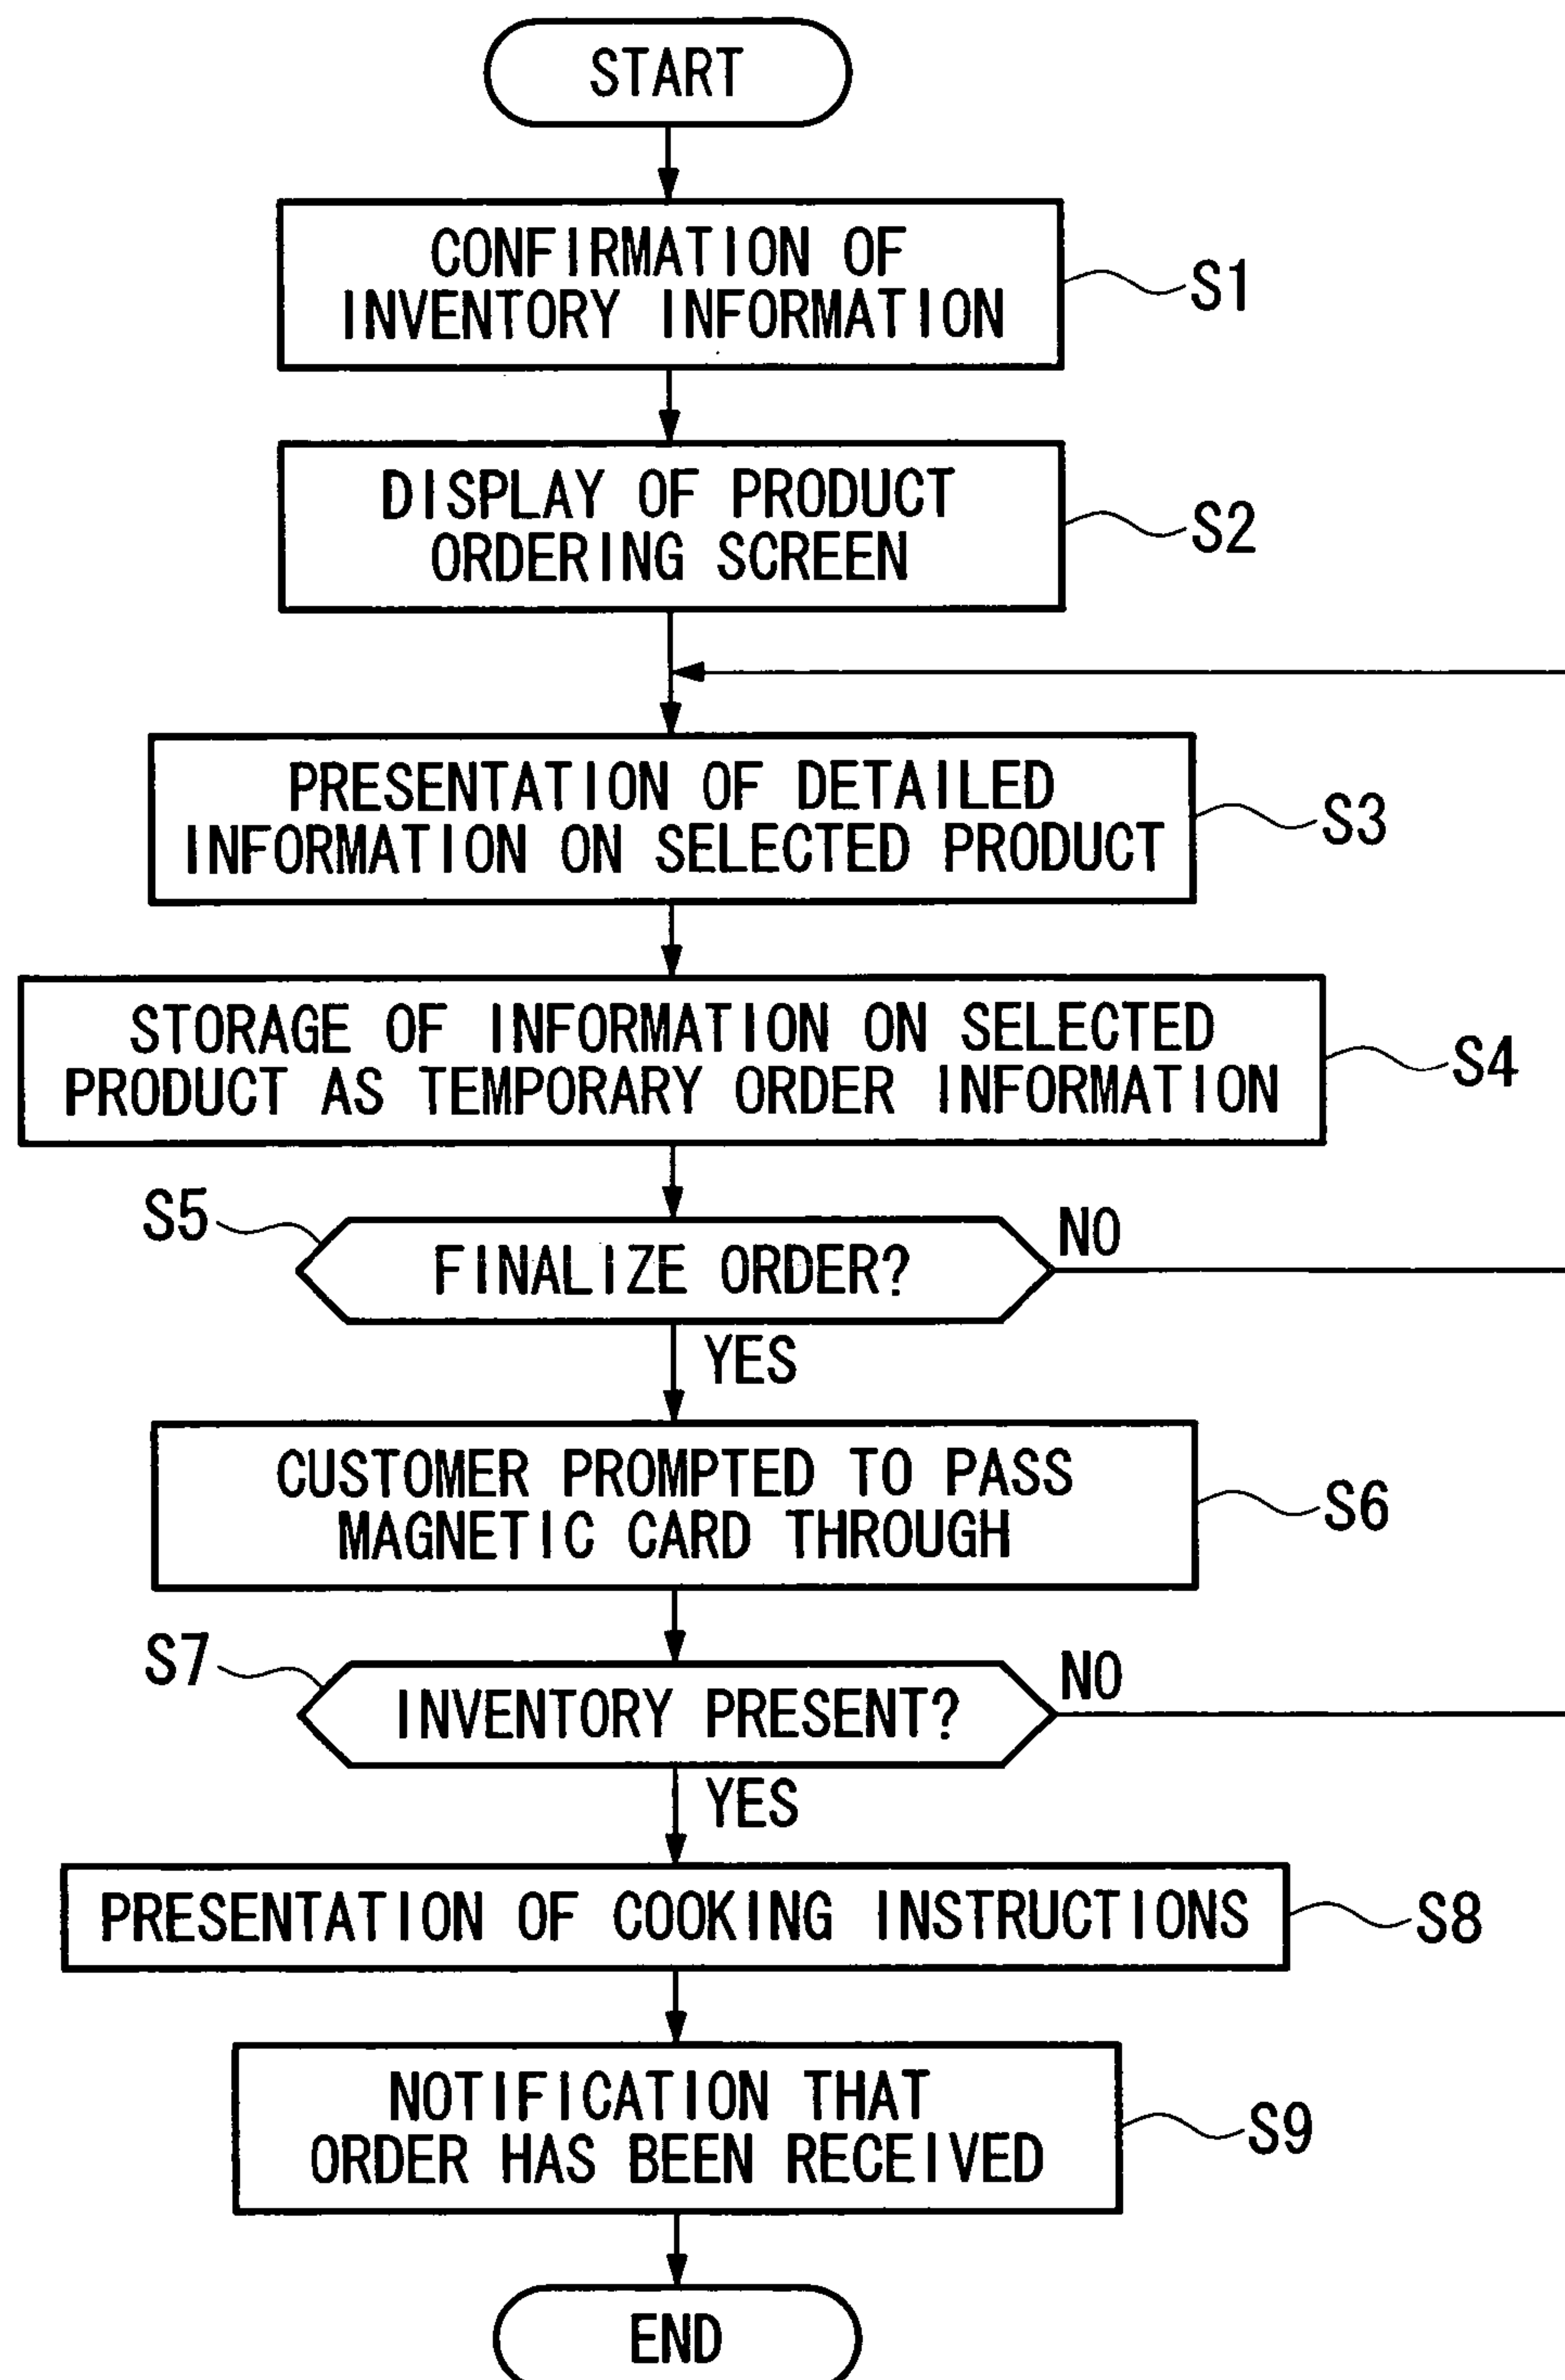 START
CONFIRMATION OF
INVENTORY INFORMATION
S1
DISPLAY OF PRODUCT
ORDERING SCREEN
S2
PRESENTATION OF DETAILED
INFORMATION ON SELECTED PRODUCT
S3
STORAGE OF INFORMATION ON SELECTED
PRODUCT AS TEMPORARY ORDER INFORMATION
S4
S5
FINALIZE ORDER?
NO
YES
CUSTOMER PROMPTED TO PASS
MAGNETIC CARD THROUGH
S6
S7
INVENTORY PRESENT?
NO
YES
PRESENTATION OF COOKING INSTRUCTIONS
S8
NOTIFICATION THAT
ORDER HAS BEEN RECEIVED
S9
END